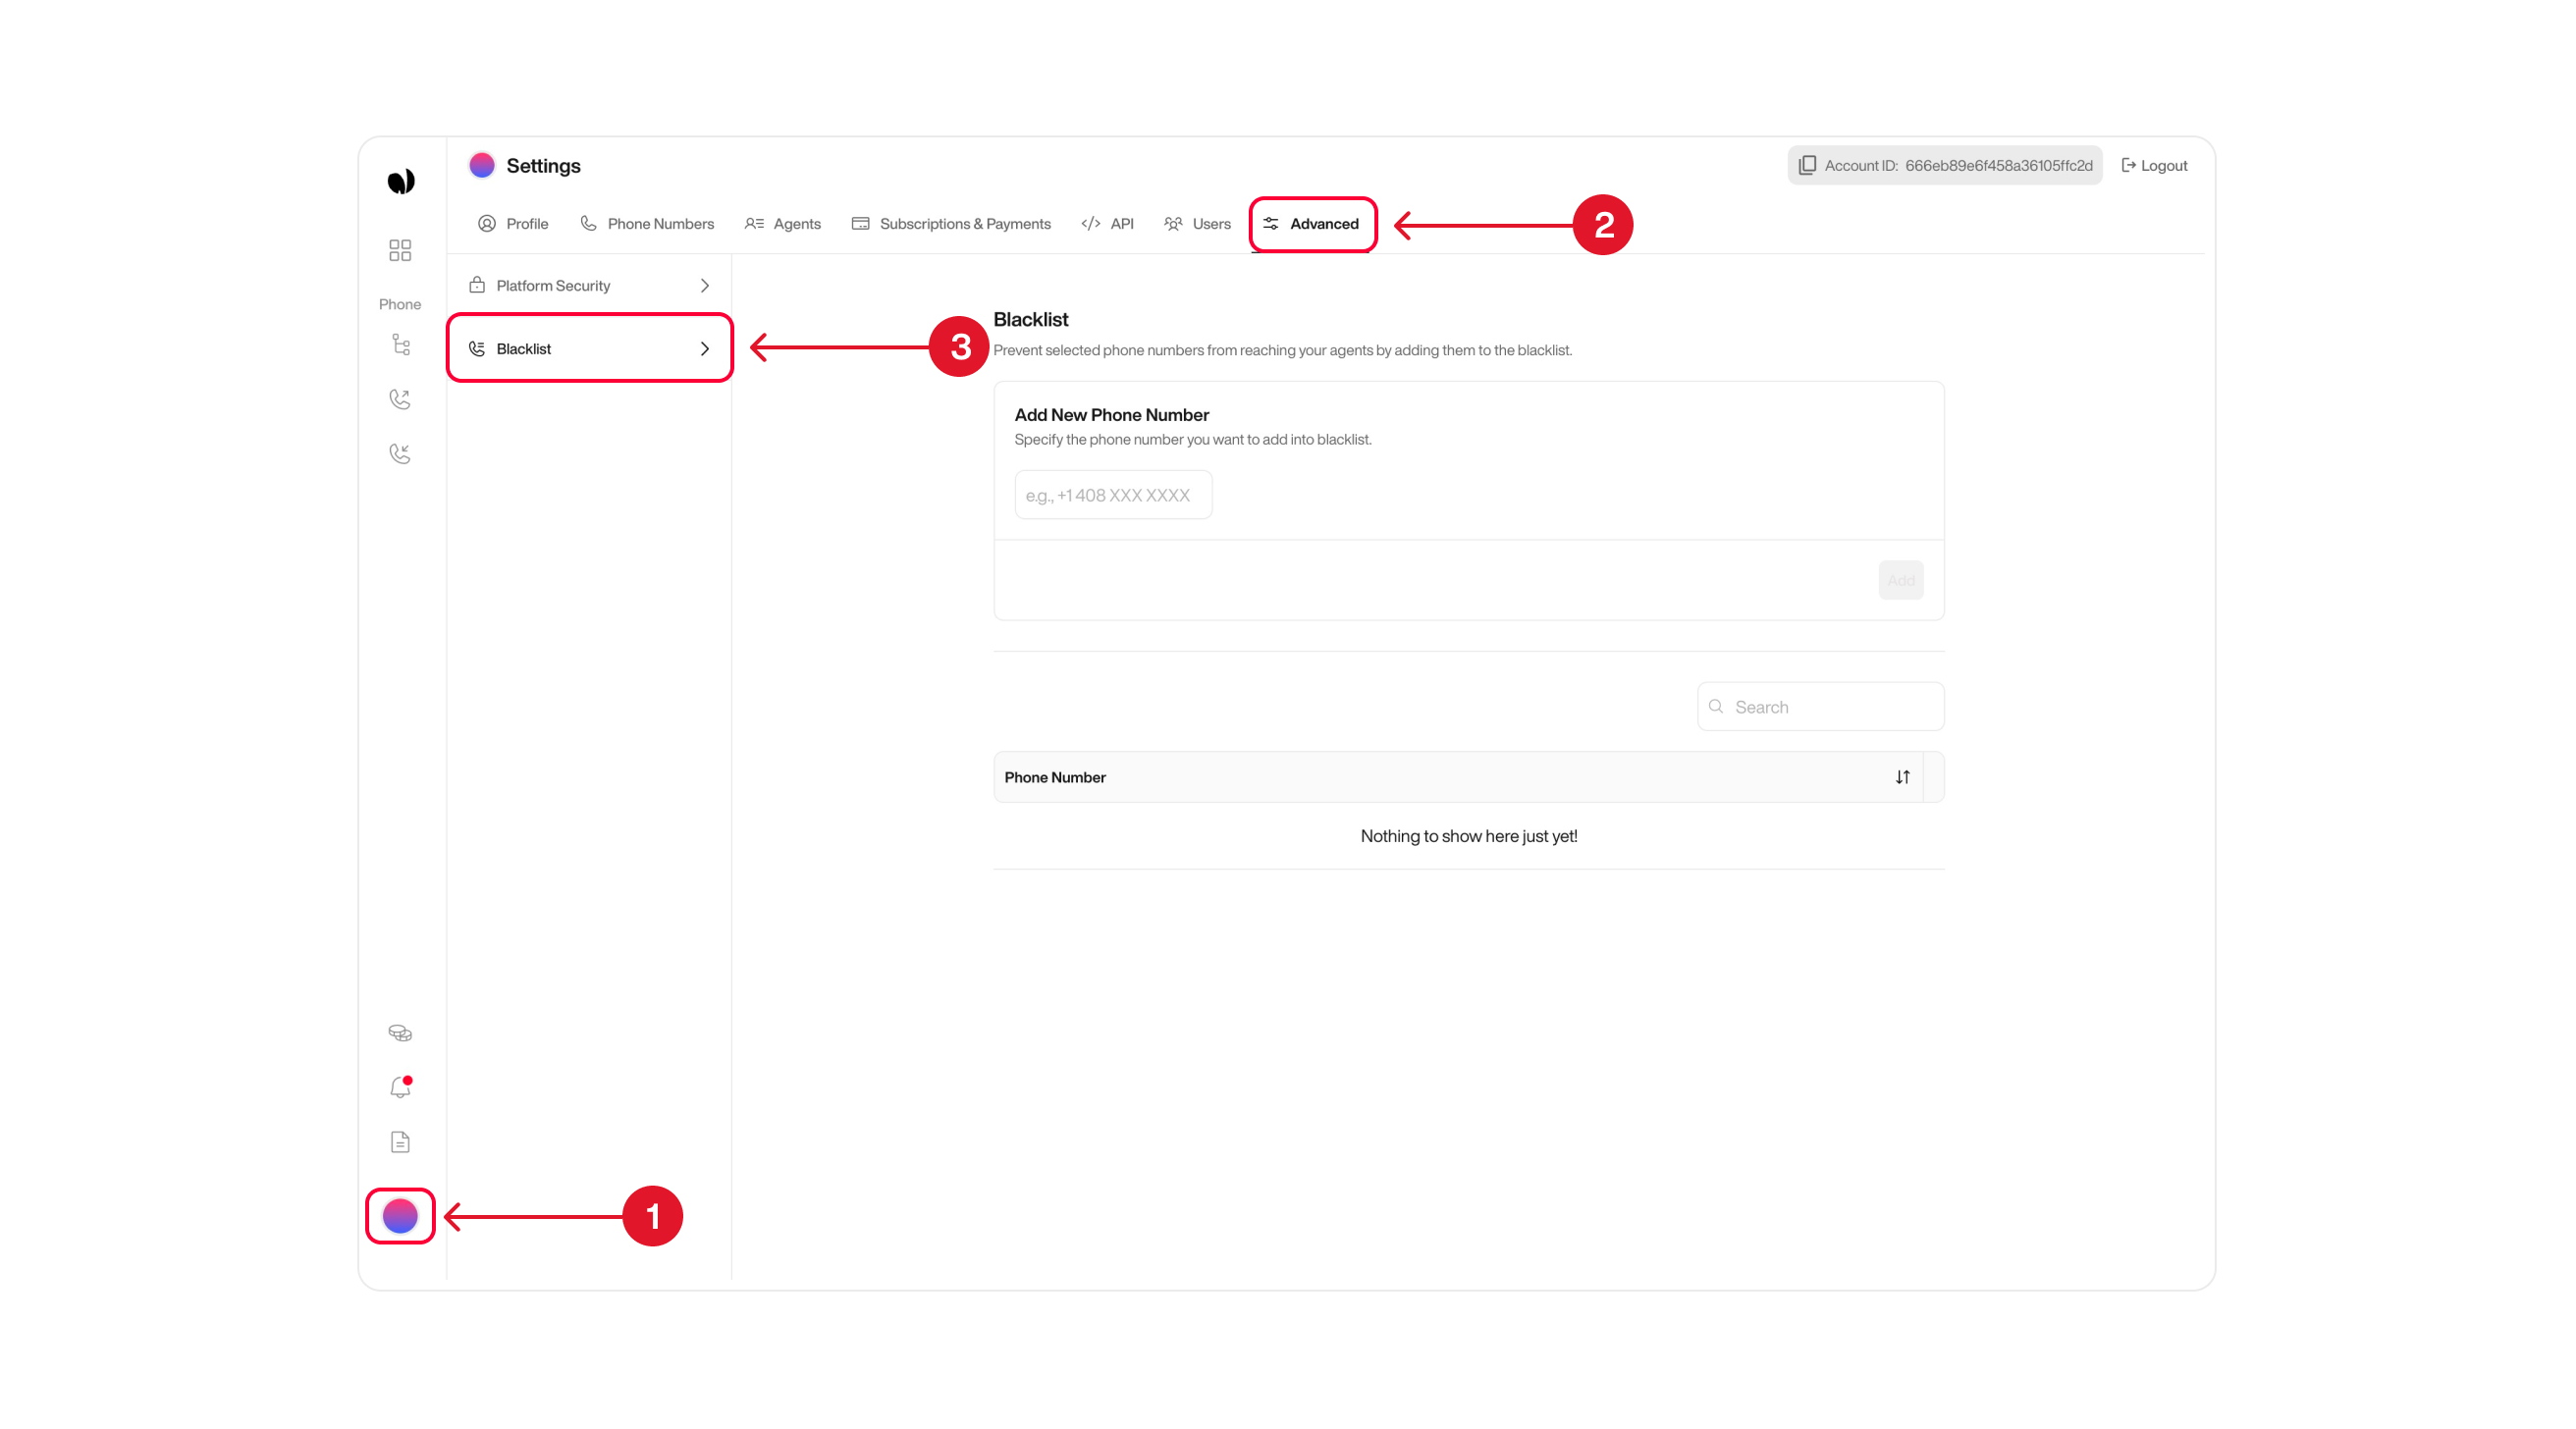 Settings
Account ID: 666eb89e6f458a36105ffc2d
Logout
Profile
Phone Numbers
Agents
Subscriptions & Payments
API
Users
Advanced
2
Phone
Platform Security
Blacklist
3
Blacklist
Prevent selected phone numbers from reaching your agents by adding them to the blacklist.
Add New Phone Number
Specify the phone number you want to add into blacklist.
e.g., +1 408 XXX XXXX
Add
Search
Phone Number
Nothing to show here just yet!
1